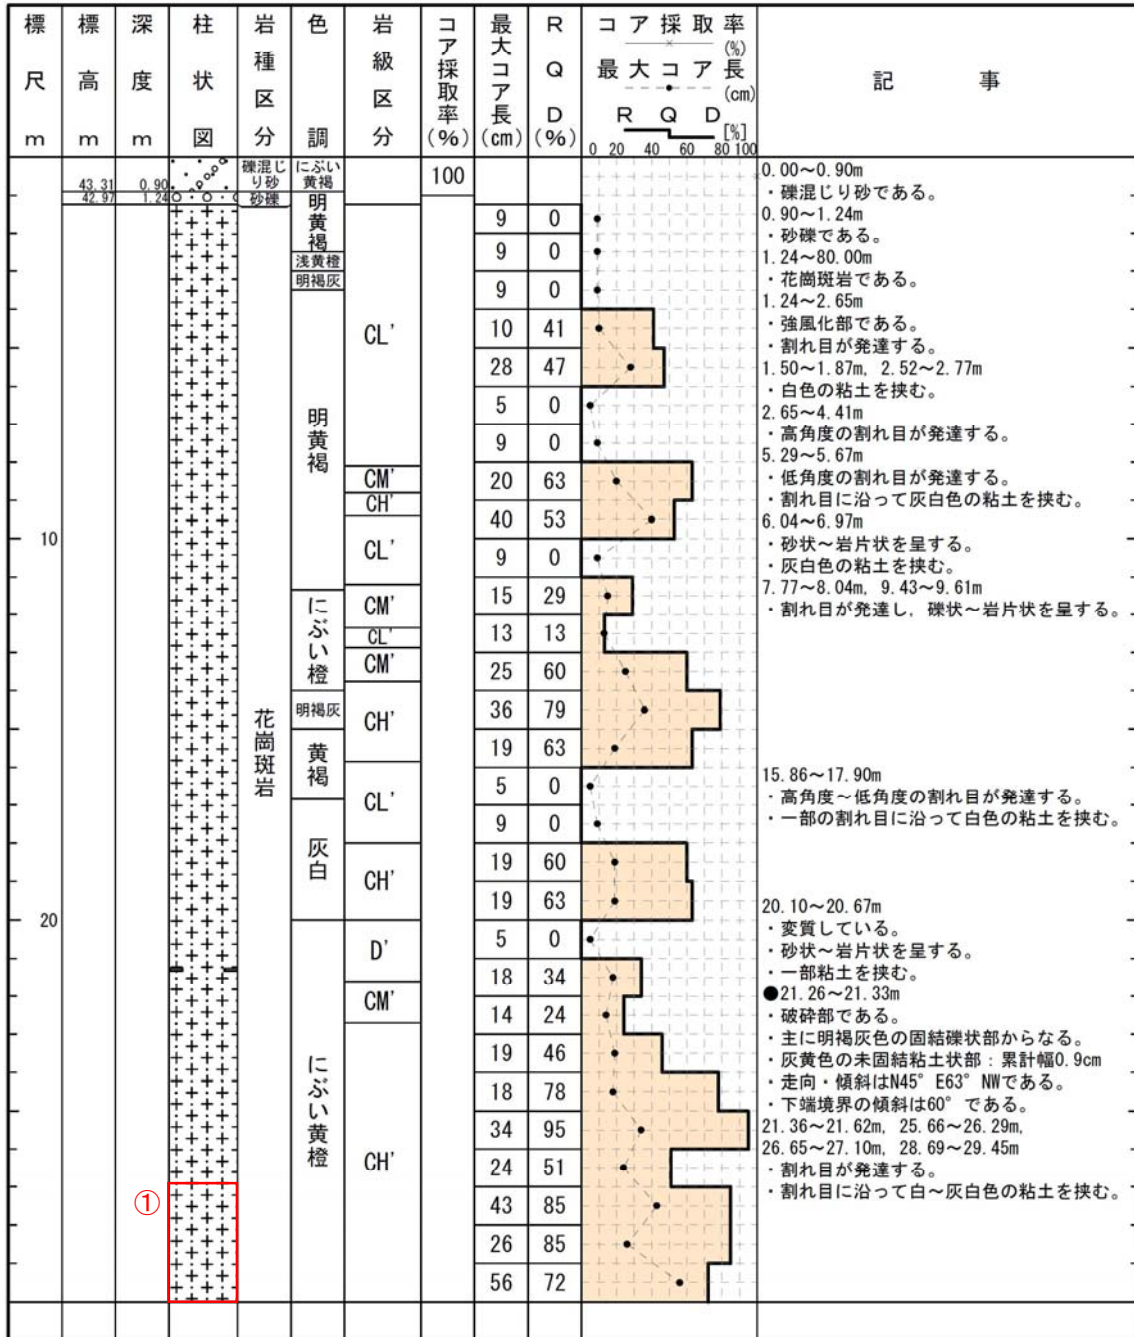 標尺m
標高m
深度m
柱状図
岩種区分
色調
岩級区分
コア採取率(%)
最大コア長(cm)
RQD(%)
コア採取率(%)
最大コア長(cm)
RQD[%]
0 20 40 60 80 100
記事
43.31 0.90
42.97 1.24
10
20
①
礫混じり砂
砂礫
花崗斑岩
にぶい黄褐
明黄褐
浅黄橙
明褐灰
明黄褐
にぶい橙
明褐灰
黄褐
灰白
にぶい黄橙
CL'
CM'
CH'
CL'
CM'
CL'
CM'
CH'
CL'
CH'
D'
CM'
CH'
100
9 0
9 0
9 0
10 41
28 47
5 0
9 0
20 63
40 53
9 0
15 29
13 13
25 60
36 79
19 63
5 0
9 0
19 60
19 63
5 0
18 34
14 24
19 46
18 78
34 95
24 51
43 85
26 85
56 72
0.00～0.90m
・礫混じり砂である。
0.90～1.24m
・砂礫である。
1.24～80.00m
・花崗斑岩である。
1.24～2.65m
・強風化部である。
・割れ目が発達する。
1.50～1.87m, 2.52～2.77m
・白色の粘土を挟む。
2.65～4.41m
・高角度の割れ目が発達する。
5.29～5.67m
・低角度の割れ目が発達する。
・割れ目に沿って灰白色の粘土を挟む。
6.04～6.97m
・砂状～岩片状を呈する。
・灰白色の粘土を挟む。
7.77～8.04m, 9.43～9.61m
・割れ目が発達し, 礫状～岩片状を呈する。
15.86～17.90m
・高角度～低角度の割れ目が発達する。
・一部の割れ目に沿って白色の粘土を挟む。
20.10～20.67m
・変質している。
・砂状～岩片状を呈する。
・一部粘土を挟む。
●21.26～21.33m
・破砕部である。
・主に明褐灰色の固結礫状部からなる。
・灰黄色の未固結粘土状部：累計幅0.9cm
・走向・傾斜はN45°E63°NWである。
・下端境界の傾斜は60°である。
21.36～21.62m, 25.66～26.29m,
26.65～27.10m, 28.69～29.45m
・割れ目が発達する。
・割れ目に沿って白～灰白色の粘土を挟む。